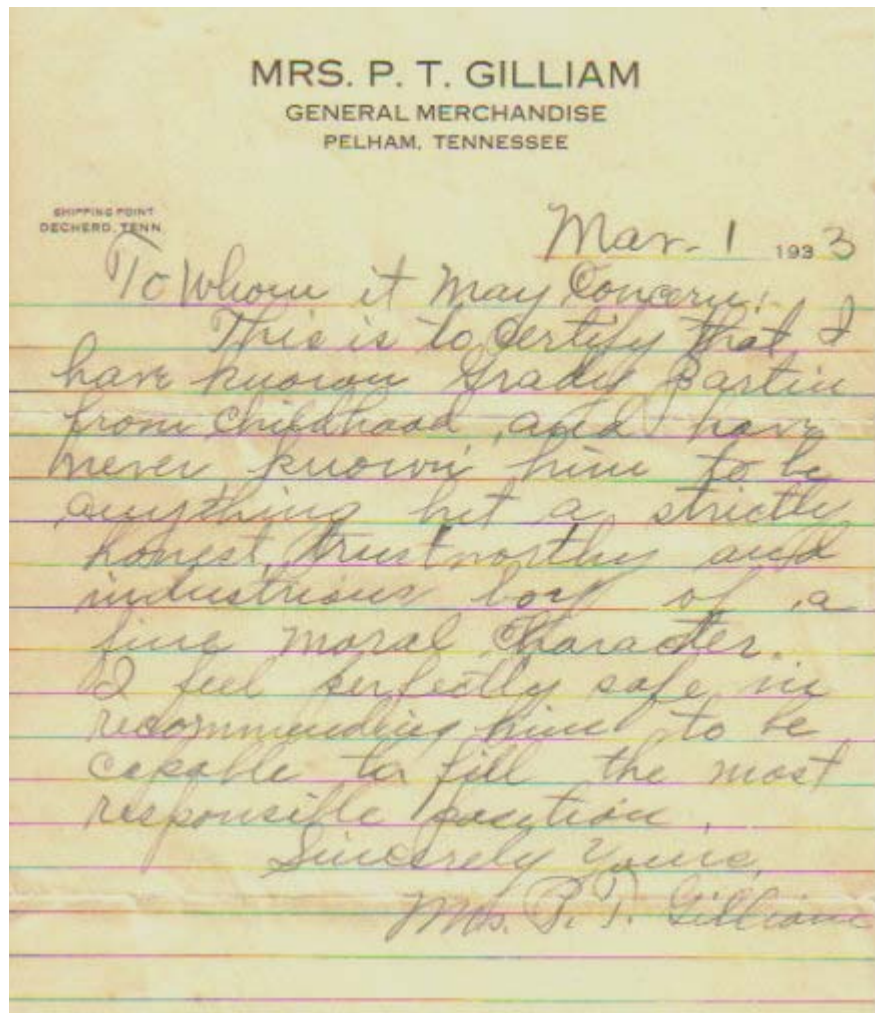 MRS. P. T. GILLIAM
GENERAL MERCHANDISE
PELHAM, TENNESSEE
SHIPPING POINT
DECHERD, TENN.
Mar. 1 1933
To Whom it May Concern:
This is to Certify that I
have known Grady Partin
from Childhood, and have
never known him to be
anything but a strictly
honest, trustworthy and
industrious boy of a
fine moral Character.
I feel perfectly safe in
recommending him to be
capable to fill the most
responsible position.
Sincerely Yours,
Mrs. P. T. Gilliam